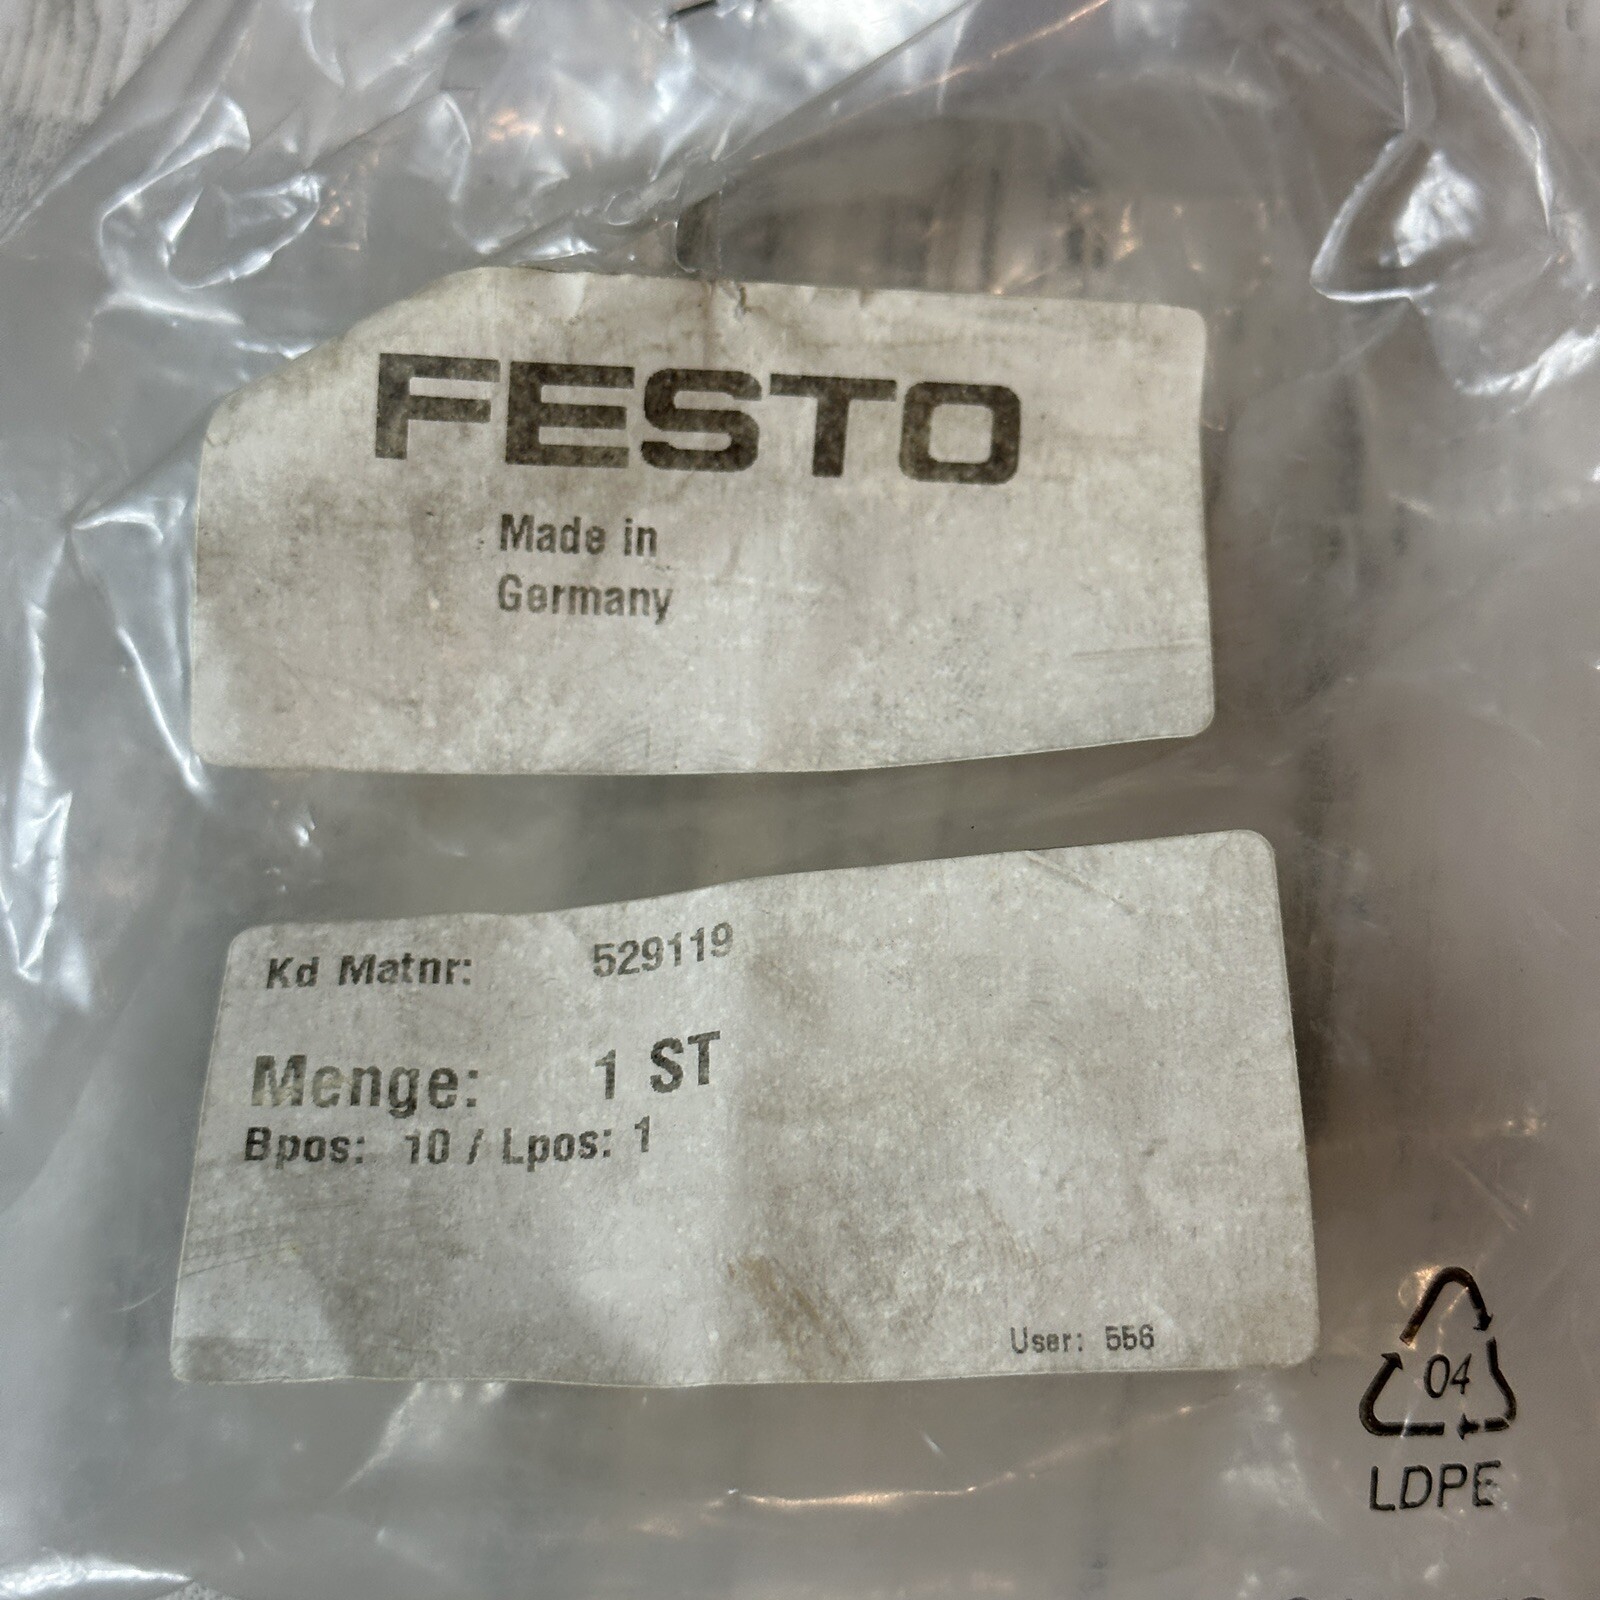 FESTO
Made in
Germany
Kd Matnr: 529119
Menge: 1 ST
Bpos: 10 / Lpos: 1
User: 556
04
LDPE